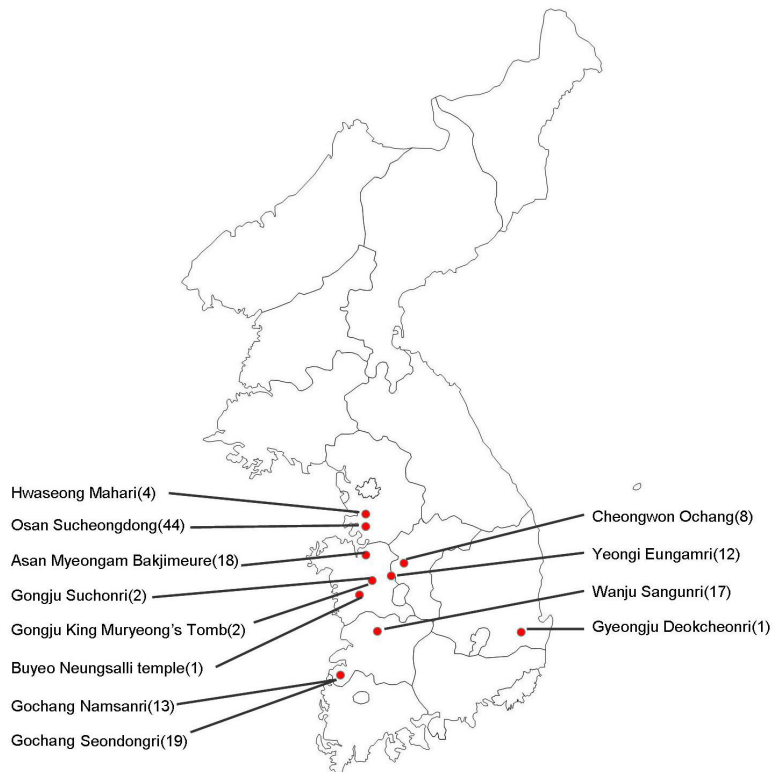 Hwaseong Mahari(4)
Osan Sucheongdong(44)
Asan Myeongam Bakjimeure(18)
Gongju Suchonri(2)
Gongju King Muryeong's Tomb(2)
Buyeo Neungsalli temple(1)
Gochang Namsanri(13)
Gochang Seondongri(19)
Cheongwon Ochang(8)
Yeongi Eungamri(12)
Wanju Sangunri(17)
Gyeongju Deokcheonri(1)